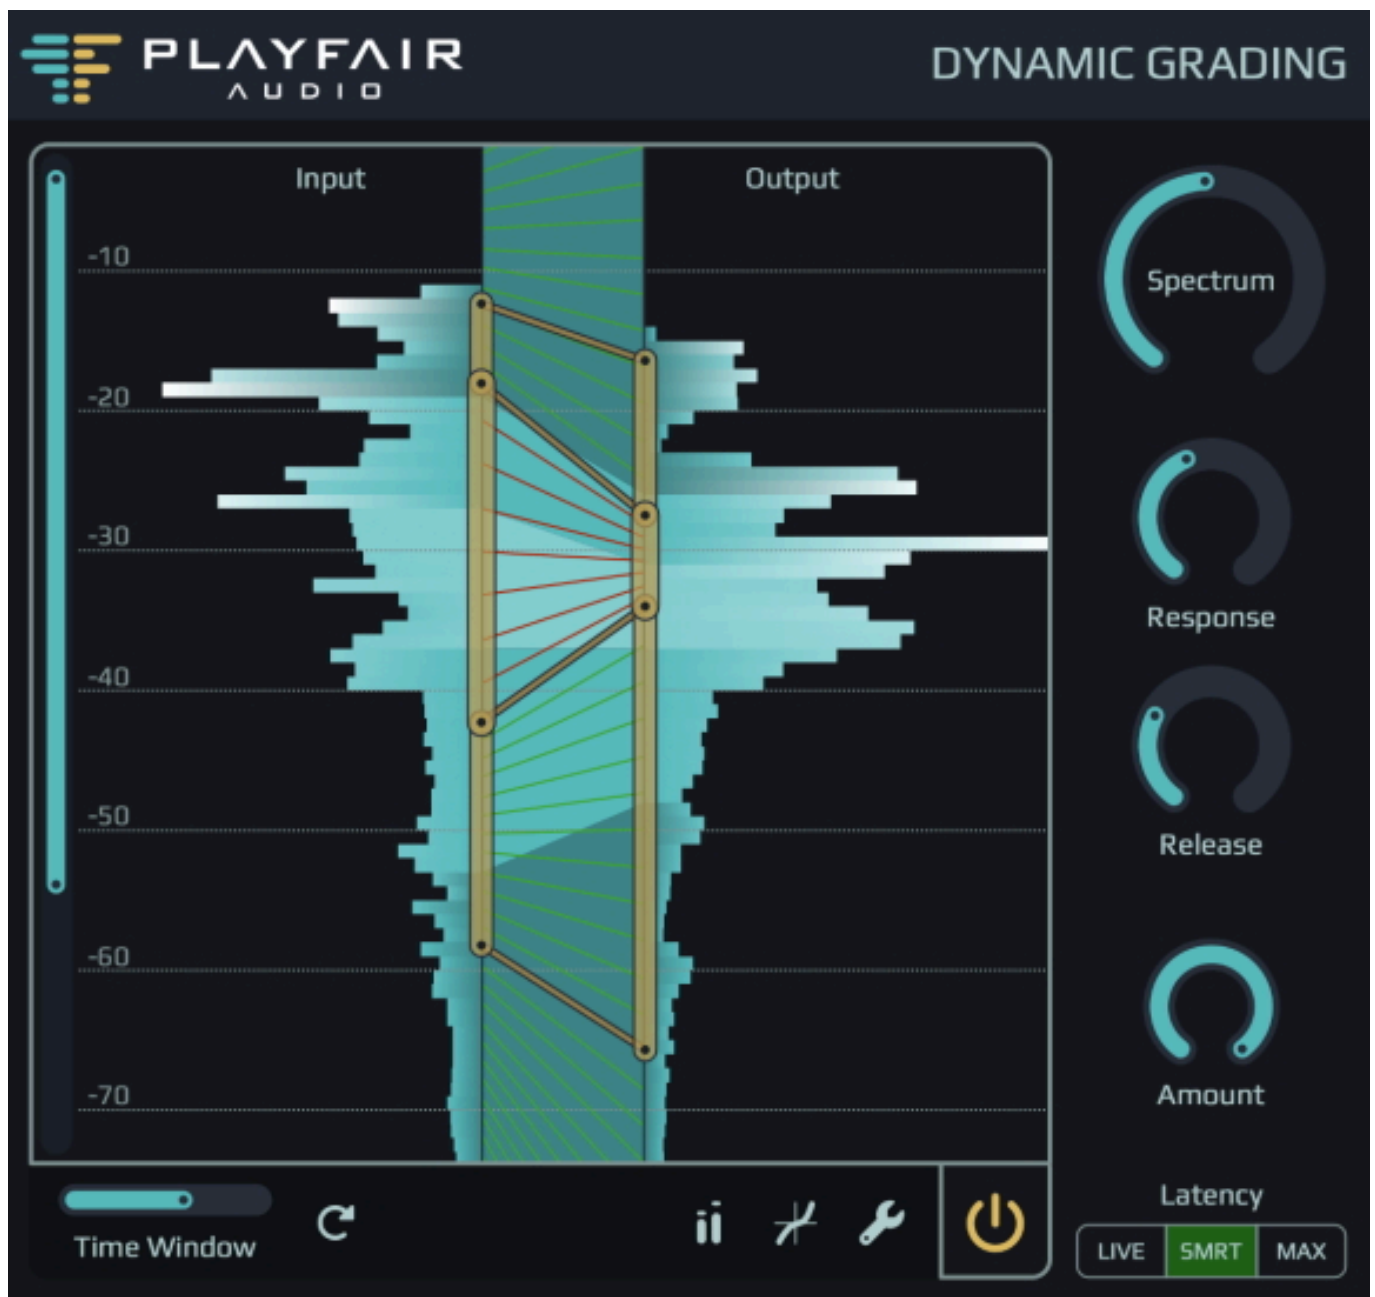 PLAYFAIR
AUDIO
DYNAMIC GRADING
Input
Output
-10
-20
-30
-40
-50
-60
-70
Spectrum
Response
Release
Amount
Time Window
Latency
LIVE SMRT MAX